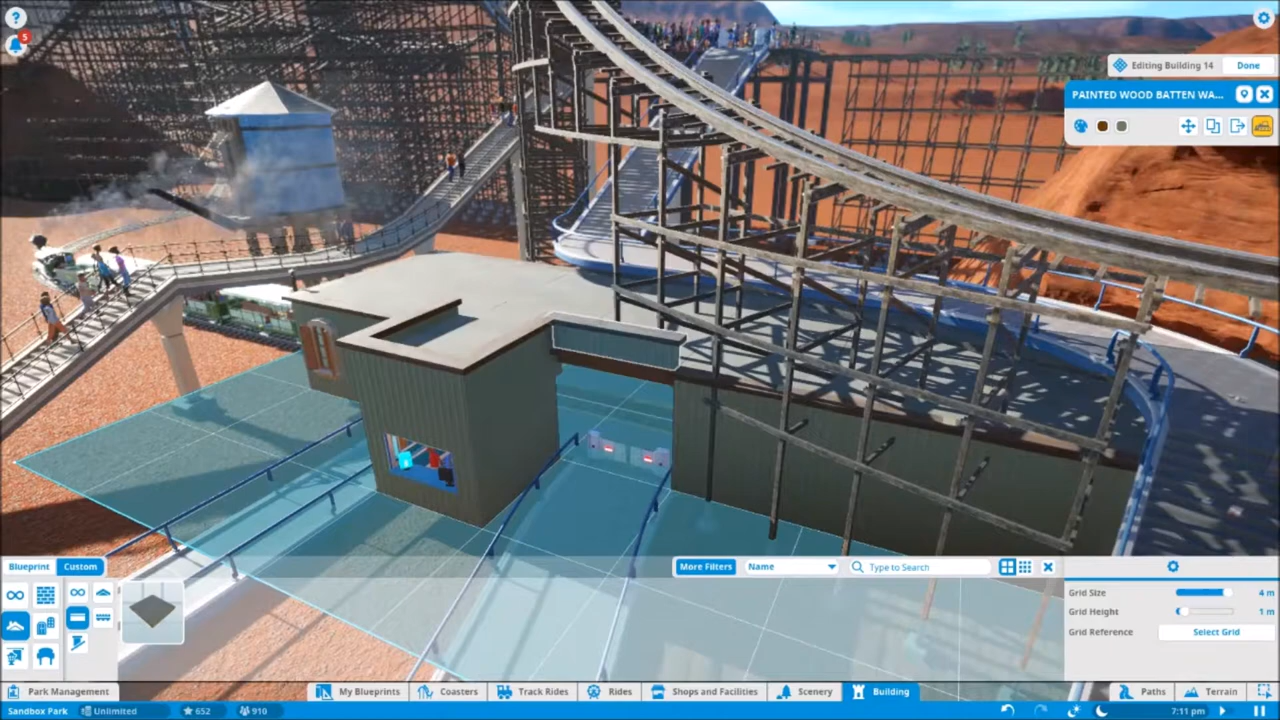 ?
5
Editing Building 14 Done
PAINTED WOOD BATTEN WA...
Blueprint Custom
More Filters Name Type to Search
Grid Size 4 m
Grid Height 1 m
Grid Reference Select Grid
Park Management My Blueprints Coasters Track Rides Rides Shops and Facilities Scenery Building Paths Terrain
Sandbox Park Unlimited 652 910 7:11 pm